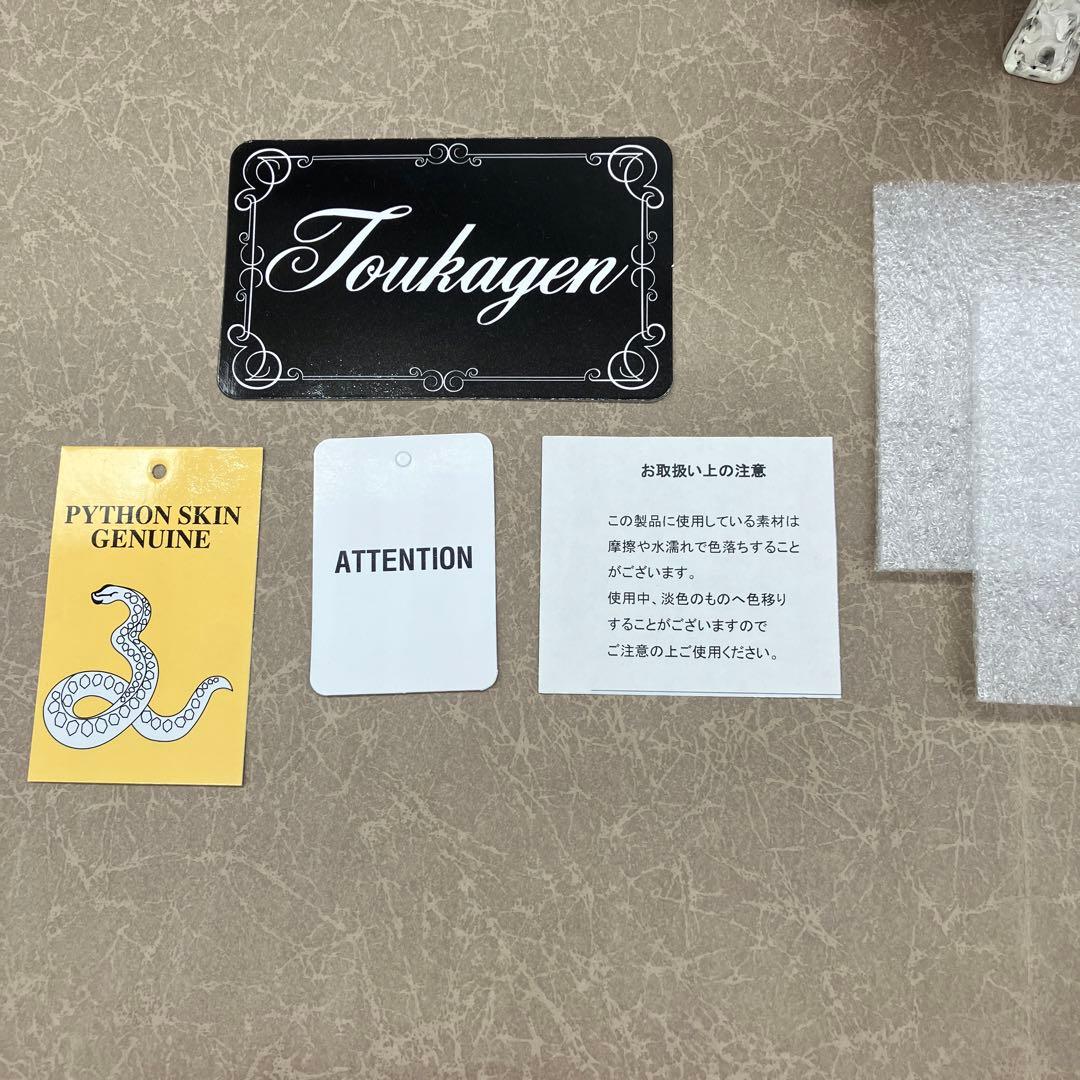 Toukagen
PYTHON SKIN
GENUINE
ATTENTION
お取扱い上の注意
この製品に使用している素材は
摩擦や水濡れで色落ちすること
がございます。
使用中、淡色のものへ色移り
することがございますので
ご注意の上ご使用ください。